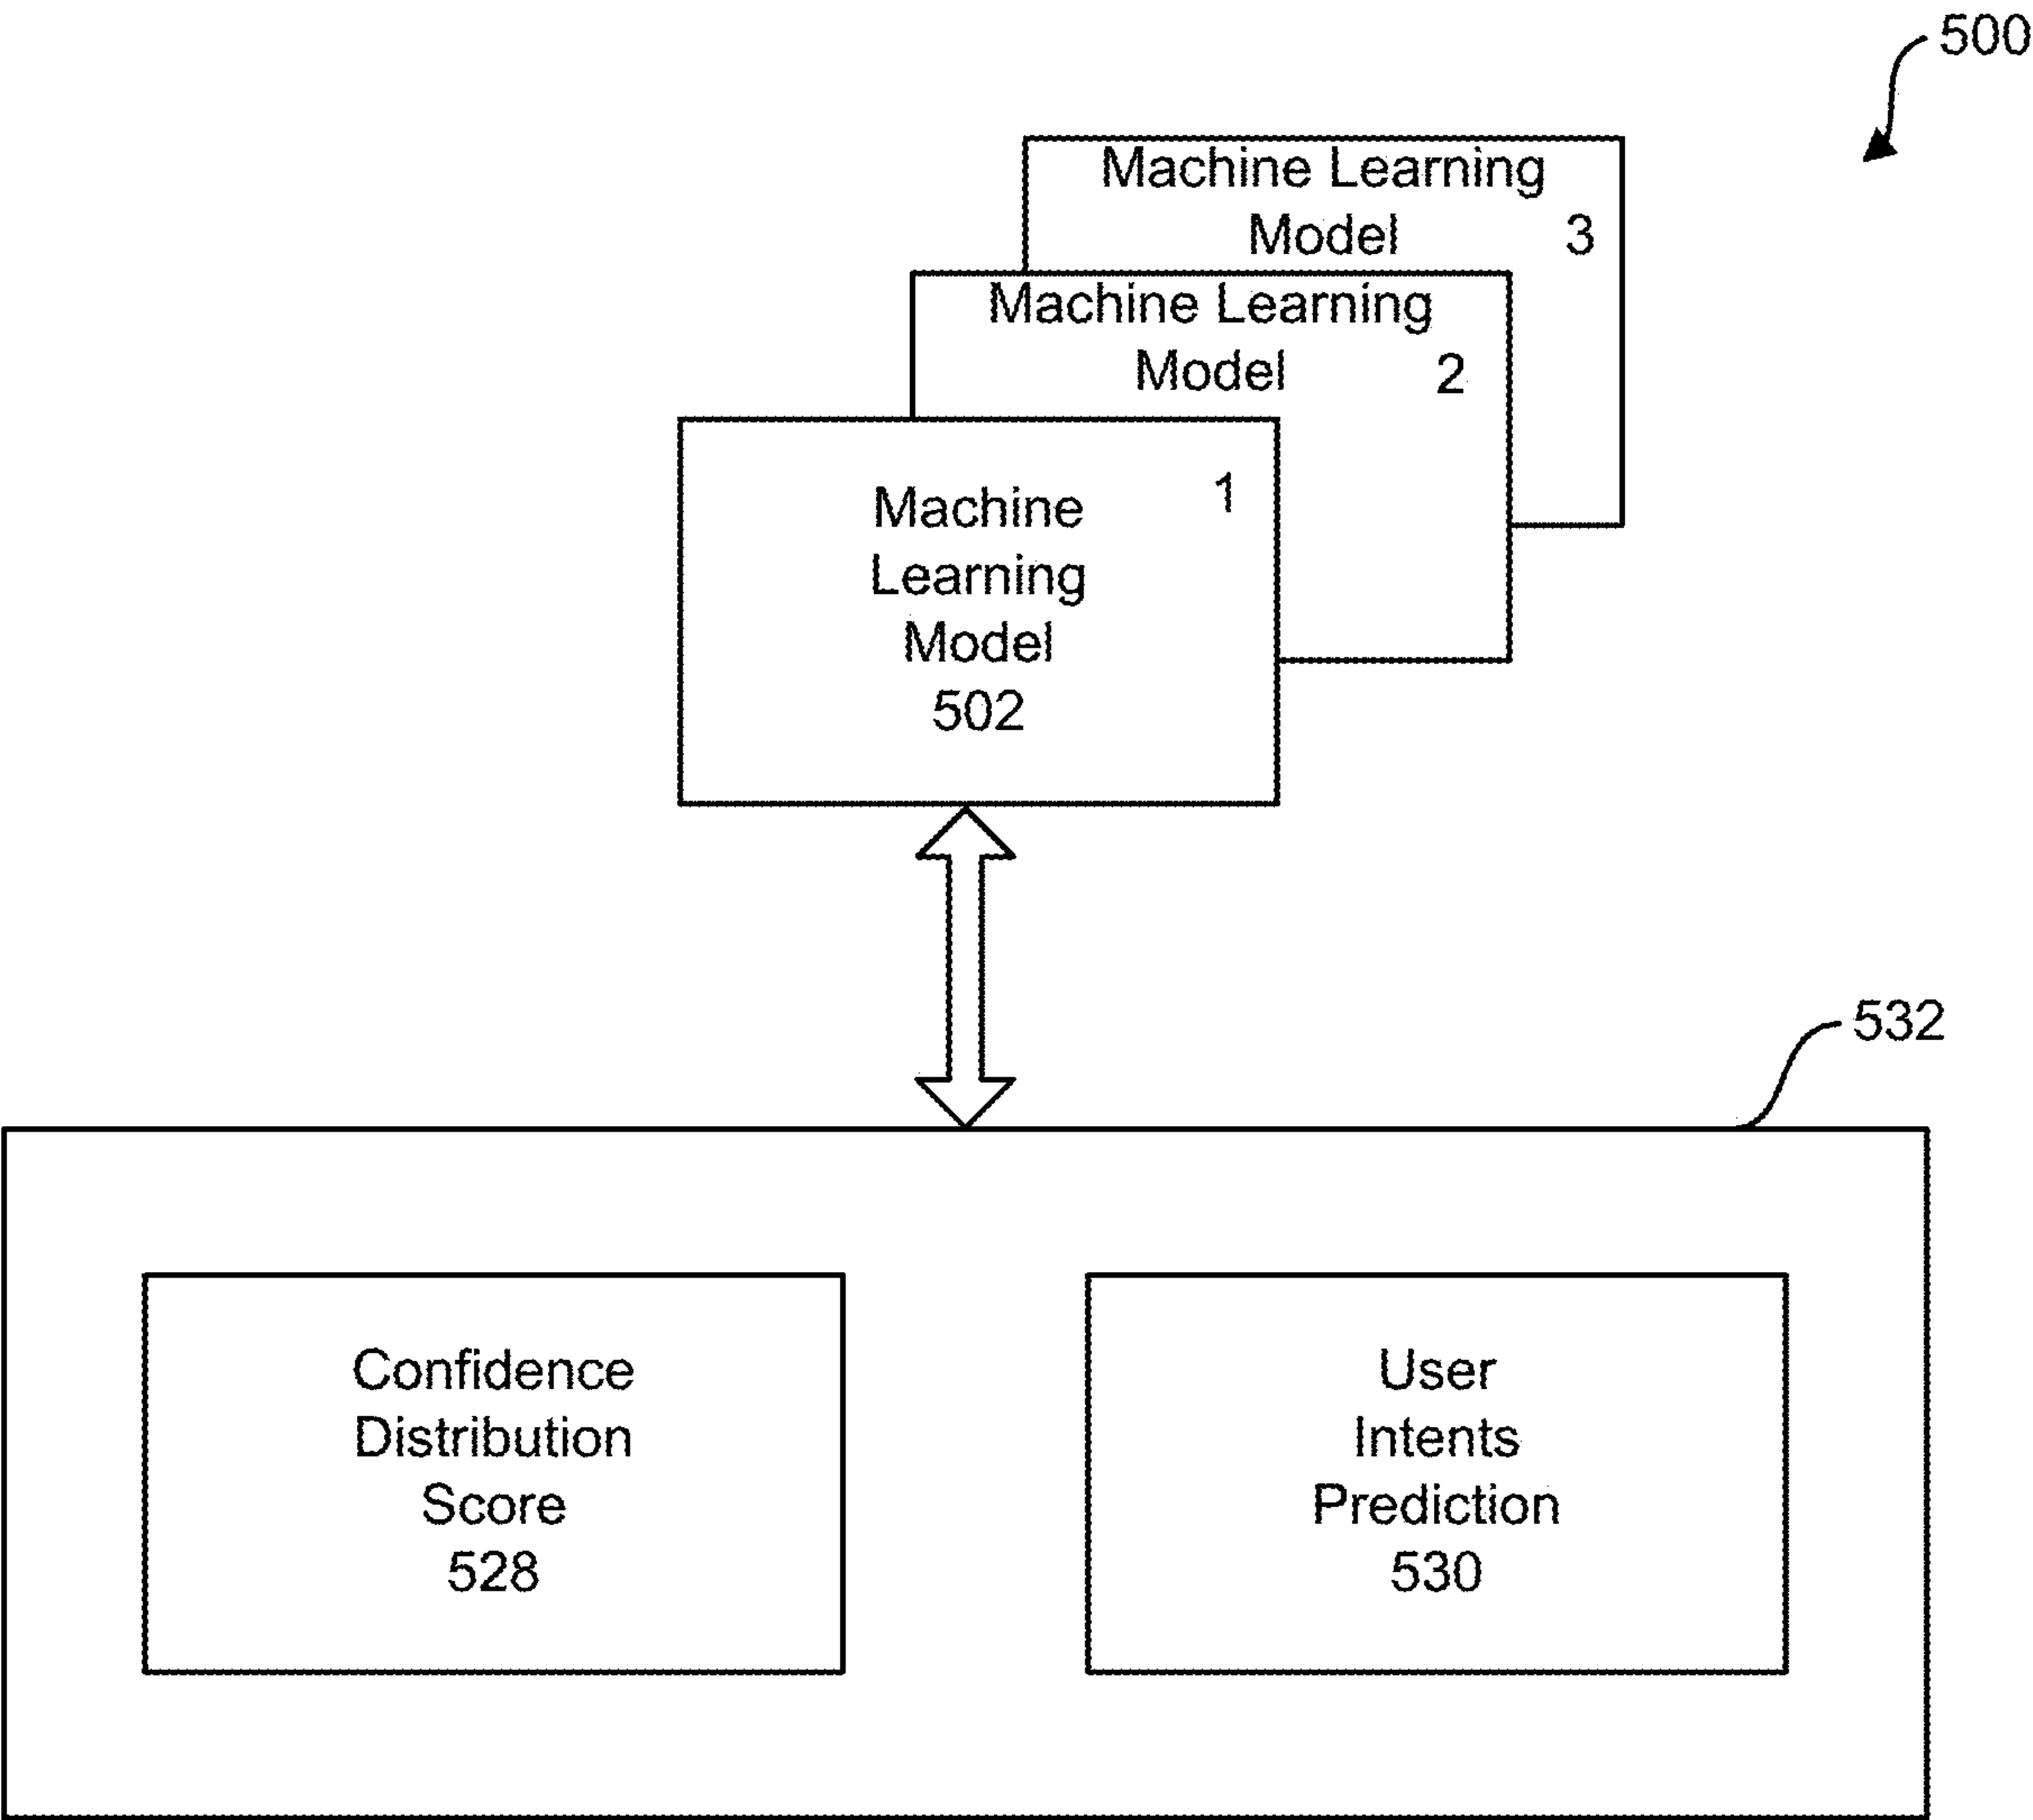 500
Machine Learning
Model 3
Machine Learning
Model 2
1
Machine
Learning
Model
502
532
Confidence
Distribution
Score
528
User
Intents
Prediction
530